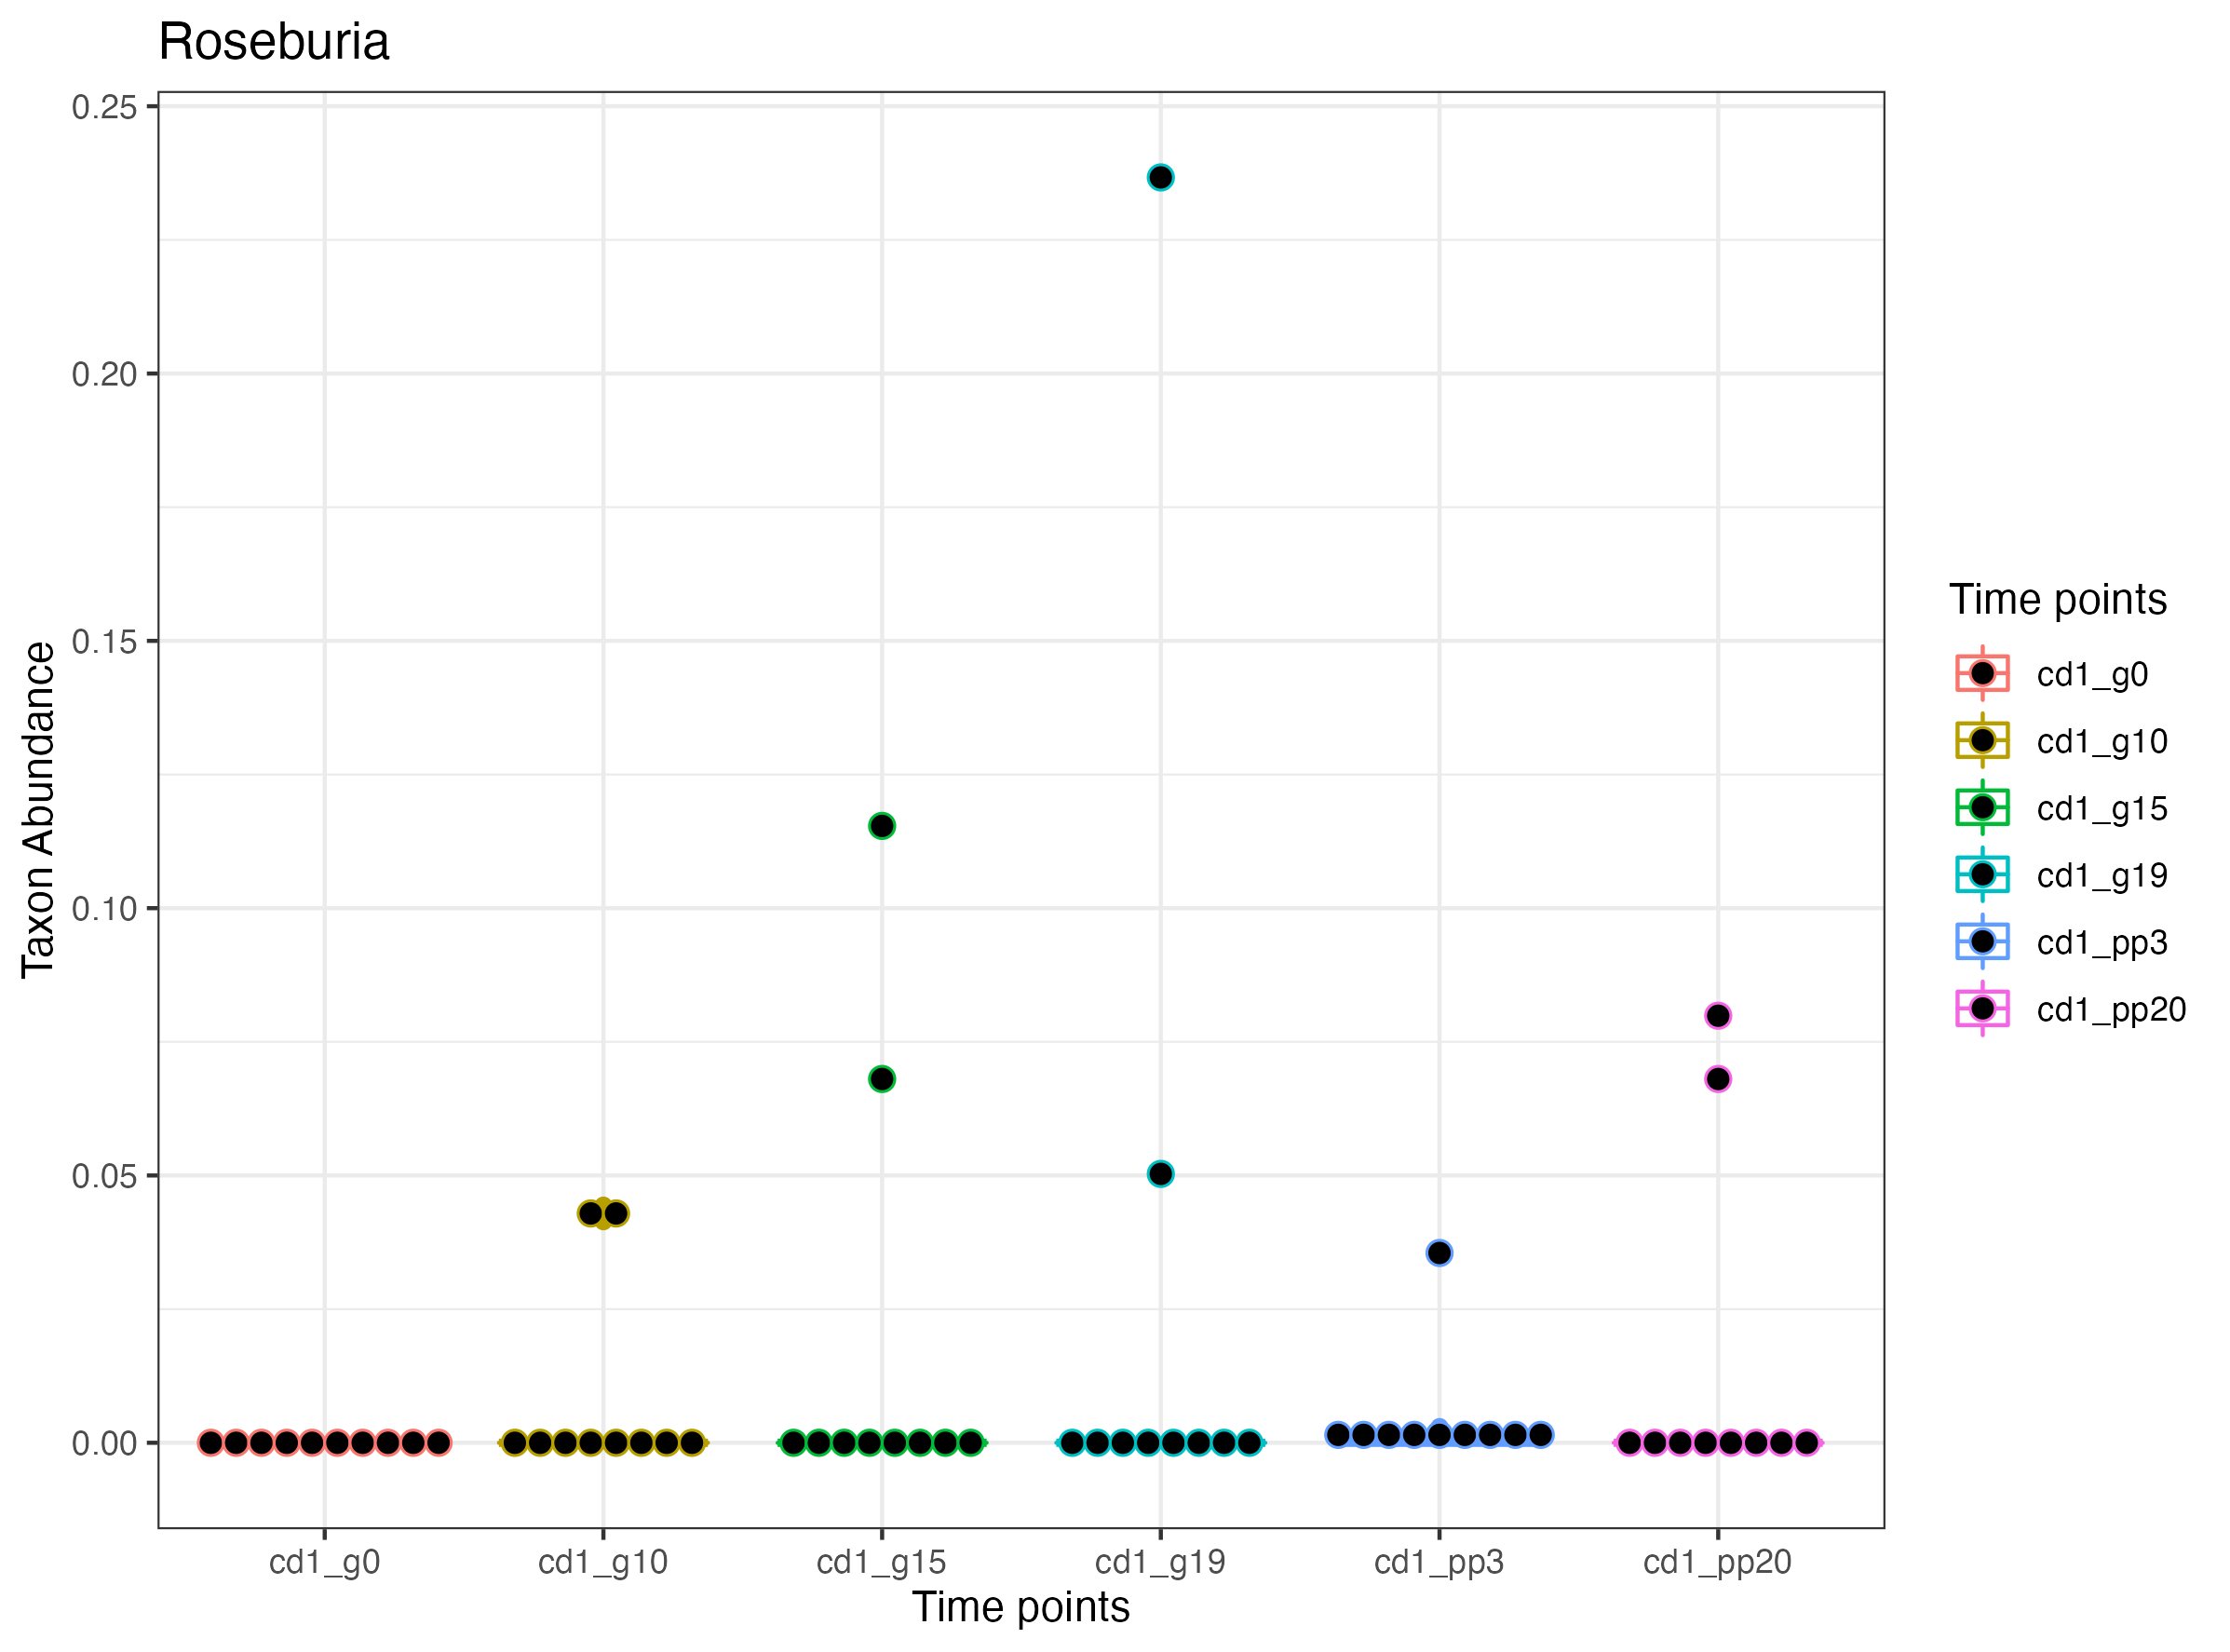 Roseburia
0.25
0.20
0.15
0.10
0.05
0.00
Taxon Abundance
cd1_g0
cd1_g10
cd1_g15
cd1_g19
cd1_pp3
cd1_pp20
Time points
Time points
cd1_g0
cd1_g10
cd1_g15
cd1_g19
cd1_pp3
cd1_pp20